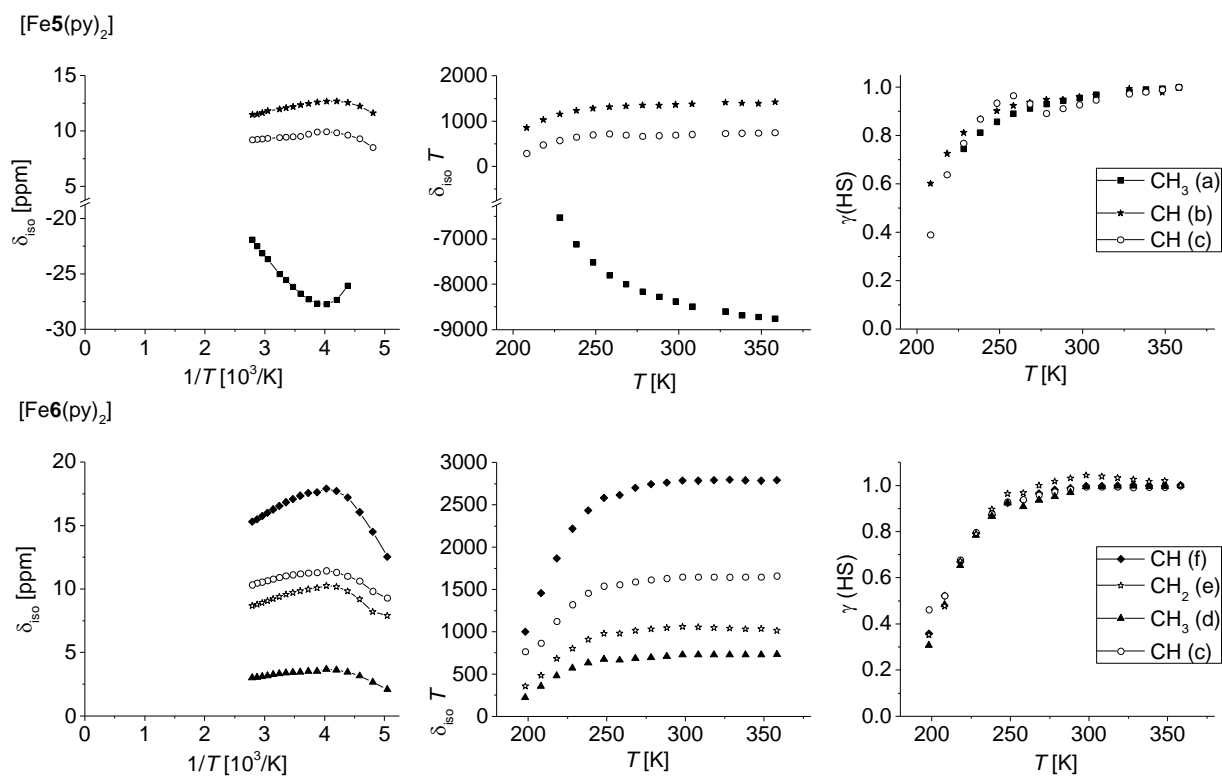 [Fe5(py)₂]
15
10
-20
-25
-30
δiso [ppm]
0 1 2 3 4 5
1/T [10³/K]
2000
1000
0
-7000
-8000
-9000
δiso T
200 250 300 350
T [K]
1.0
0.8
0.6
0.4
0.2
0.0
γ(HS)
200 250 300 350
T [K]
CH₃ (a)
CH (b)
CH (c)
[Fe6(py)₂]
20
15
10
5
0
δiso [ppm]
0 1 2 3 4 5
1/T [10³/K]
3000
2500
2000
1500
1000
500
0
δiso T
200 250 300 350
T [K]
1.0
0.8
0.6
0.4
0.2
0.0
γ (HS)
200 250 300 350
T [K]
CH (f)
CH₂ (e)
CH₃ (d)
CH (c)